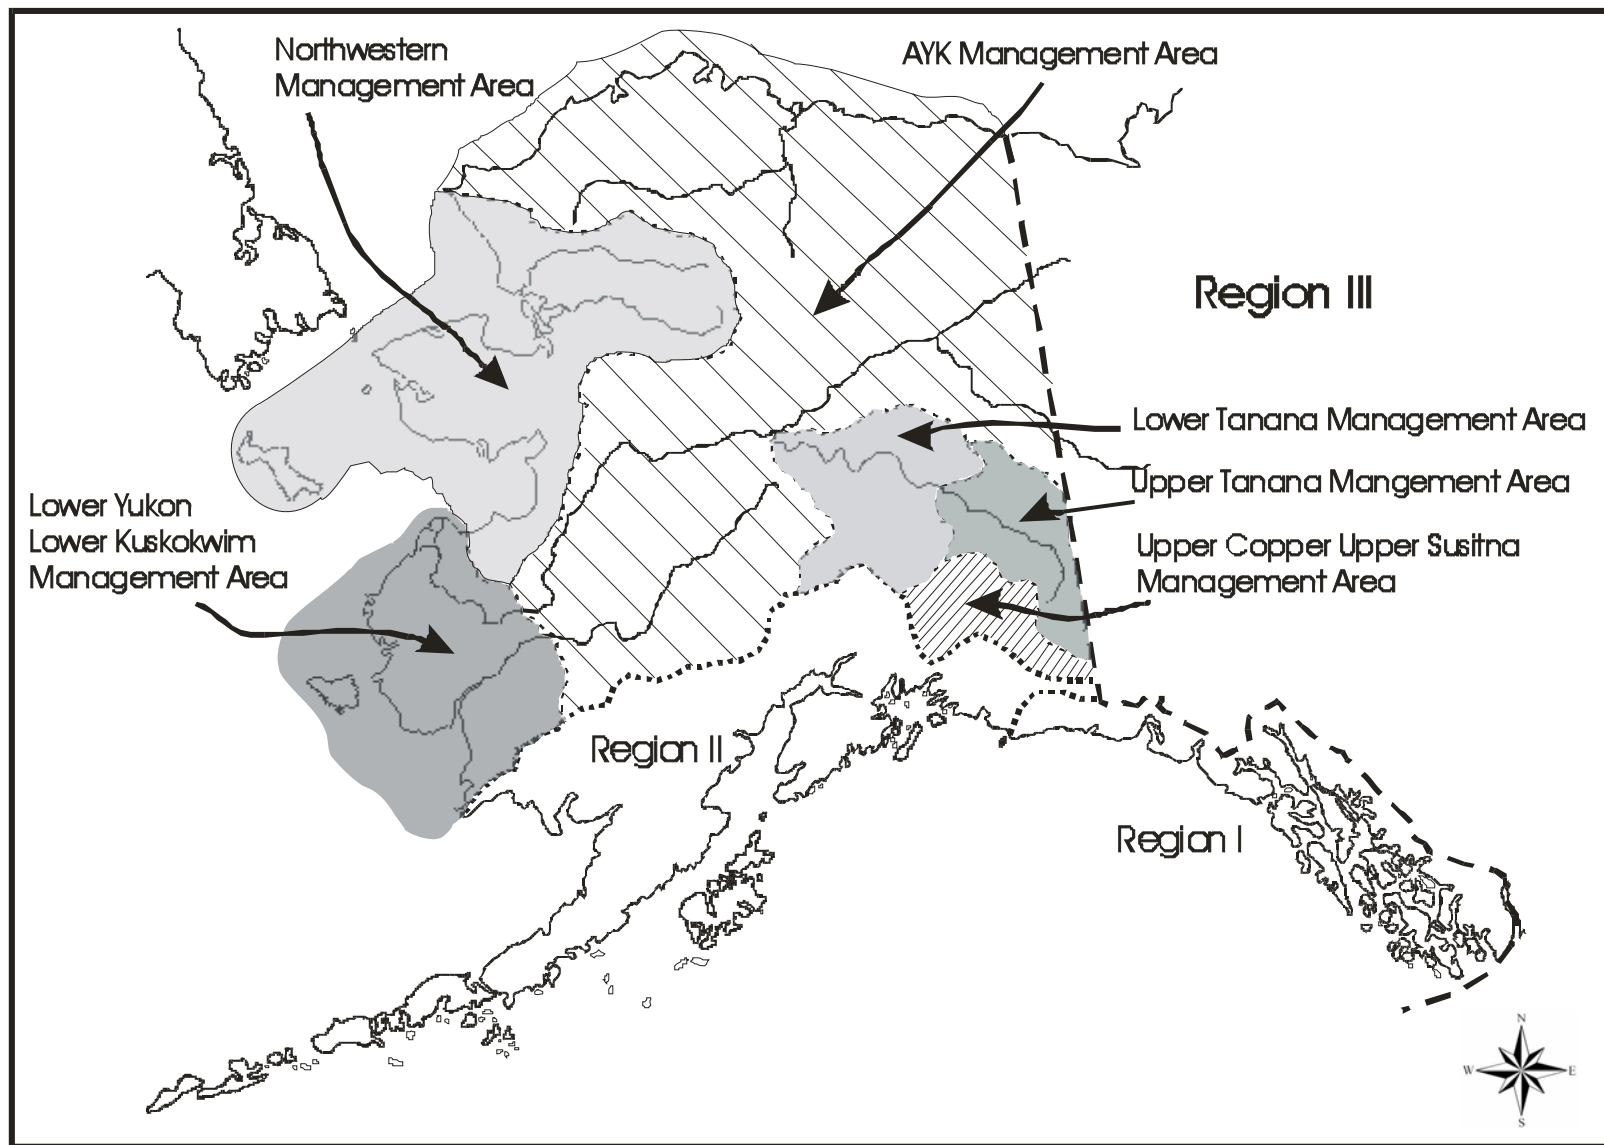 Northwestern
Management Area
AYK Management Area
Region III
Lower Tanana Management Area
Upper Tanana Mangement Area
Upper Copper Upper Susitna
Management Area
Lower Yukon
Lower Kuskokwim
Management Area
Region II
Region I
N
W
E
S